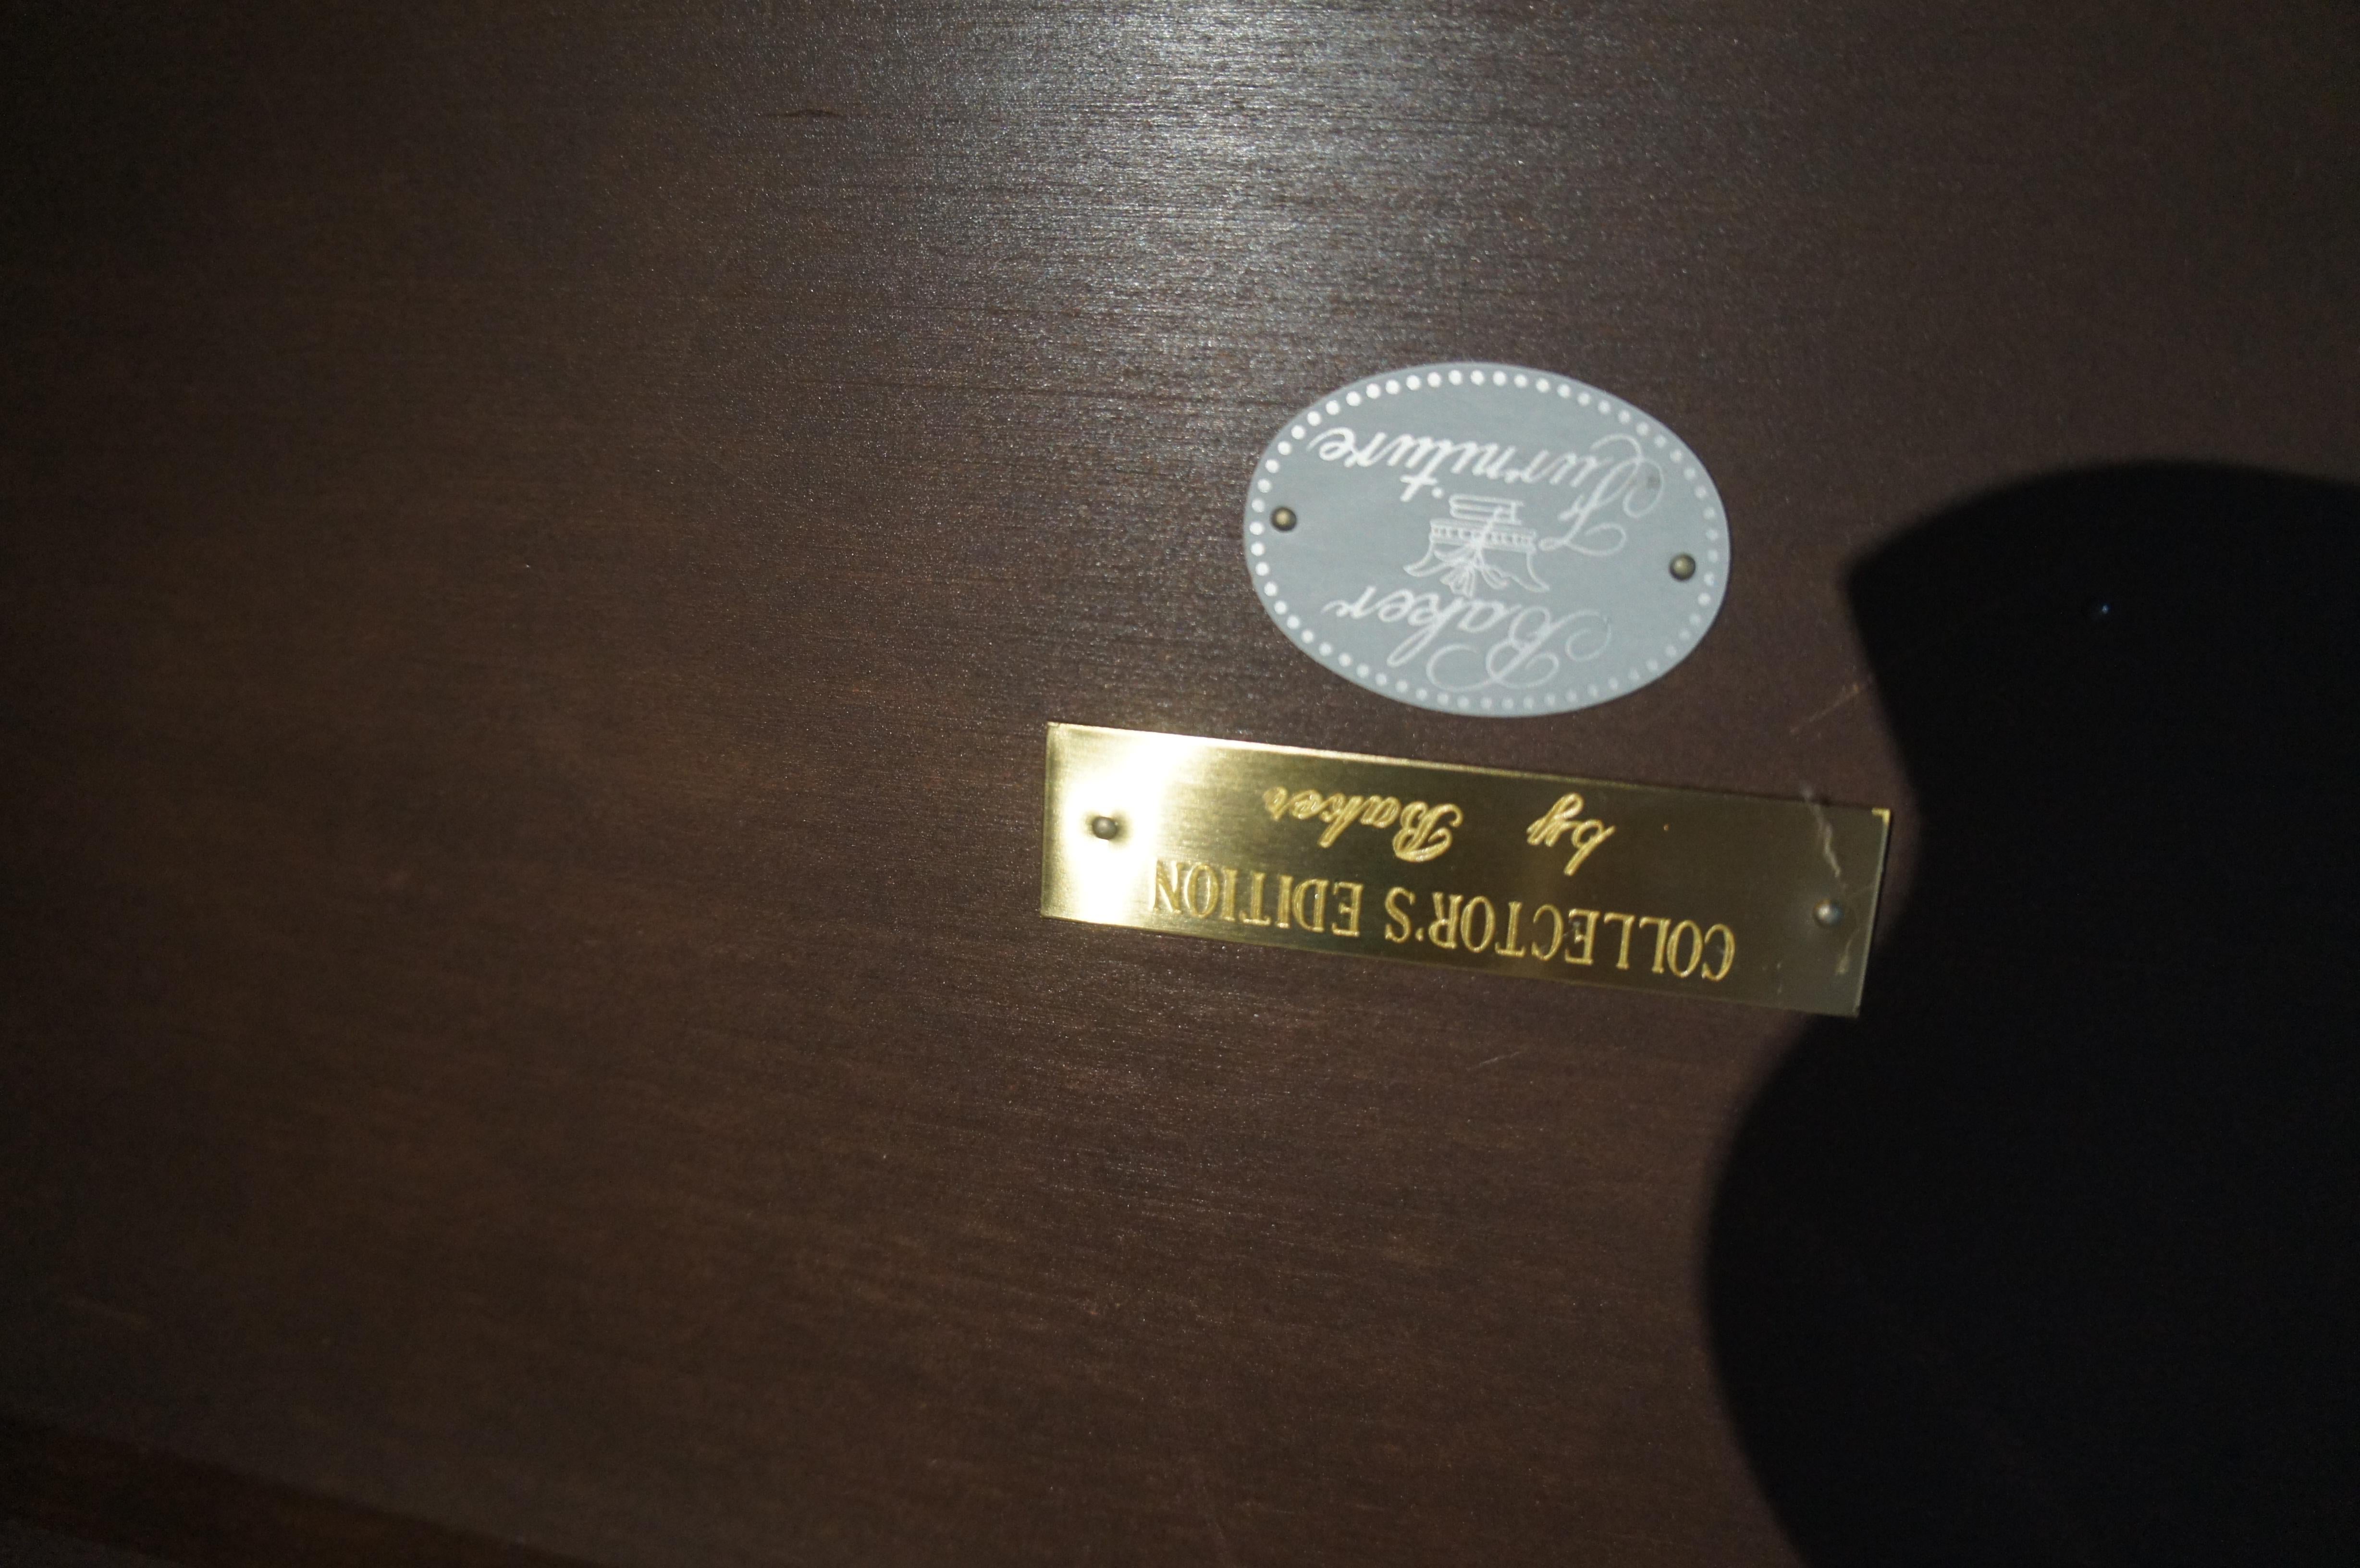 Baker
Furniture
COLLECTOR'S EDITION
by Baker